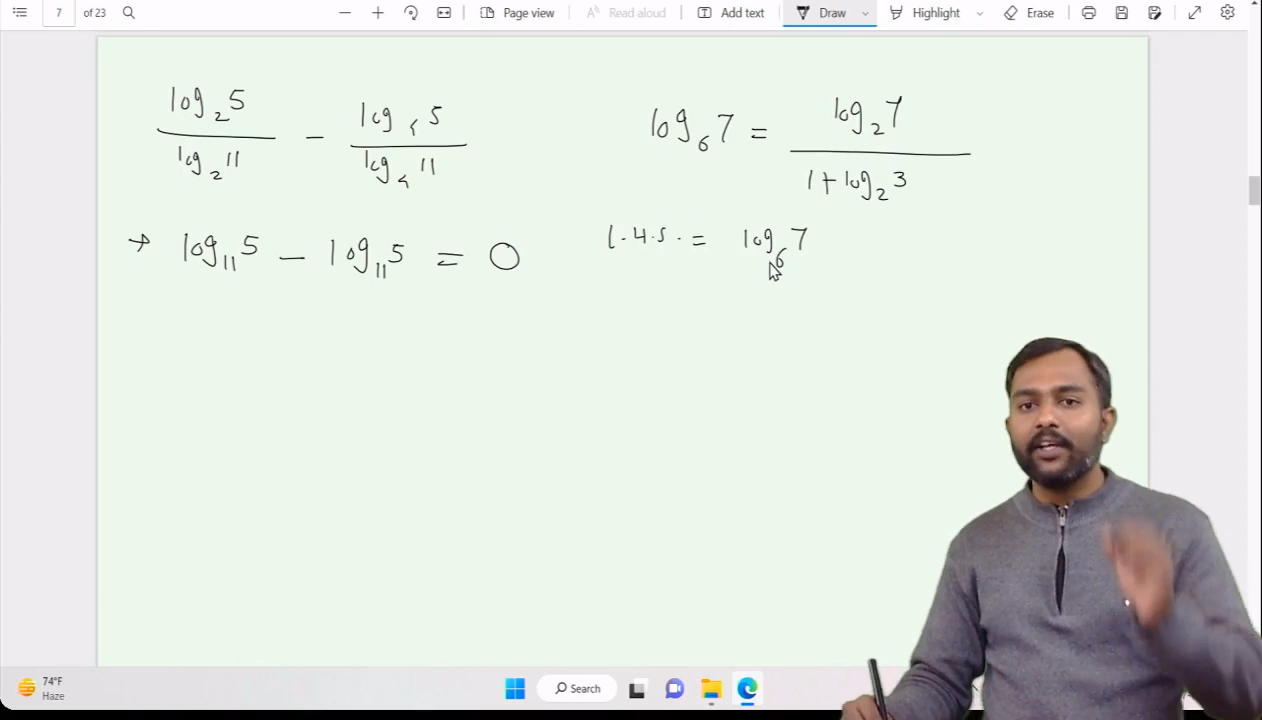 7 of 23 Page view Read aloud Add text Draw Highlight Erase
log₂5 / log₂11 − log₄5 / log₄11
→ log₁₁5 − log₁₁5 = 0
log₆7 = log₂7 / 1 + log₂3
L.H.S. = log₆7
74°F
Haze
Search